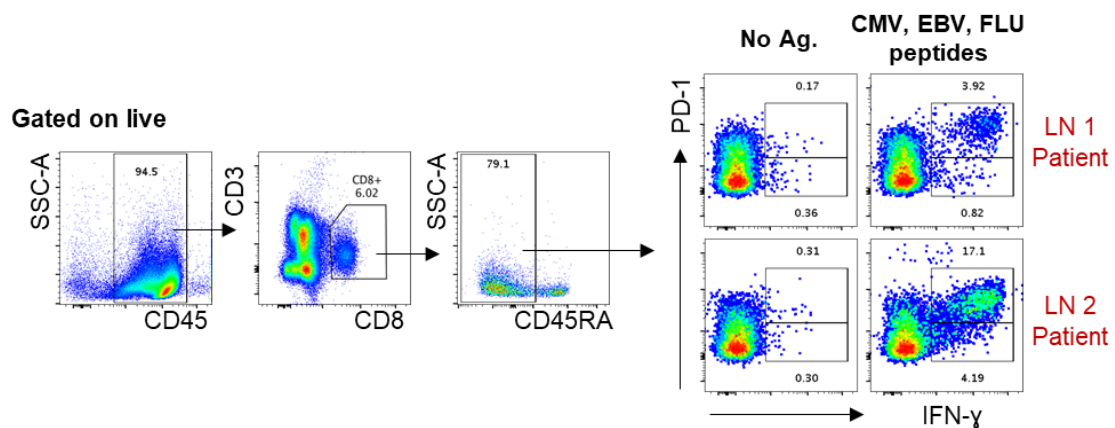 Gated on live
SSC-A
94.5
CD45
CD3
CD8+
6.02
CD8
SSC-A
79.1
CD45RA
No Ag.
CMV, EBV, FLU
peptides
PD-1
0.17
0.36
3.92
0.82
LN 1
Patient
0.31
0.30
17.1
4.19
LN 2
Patient
IFN-ɣ